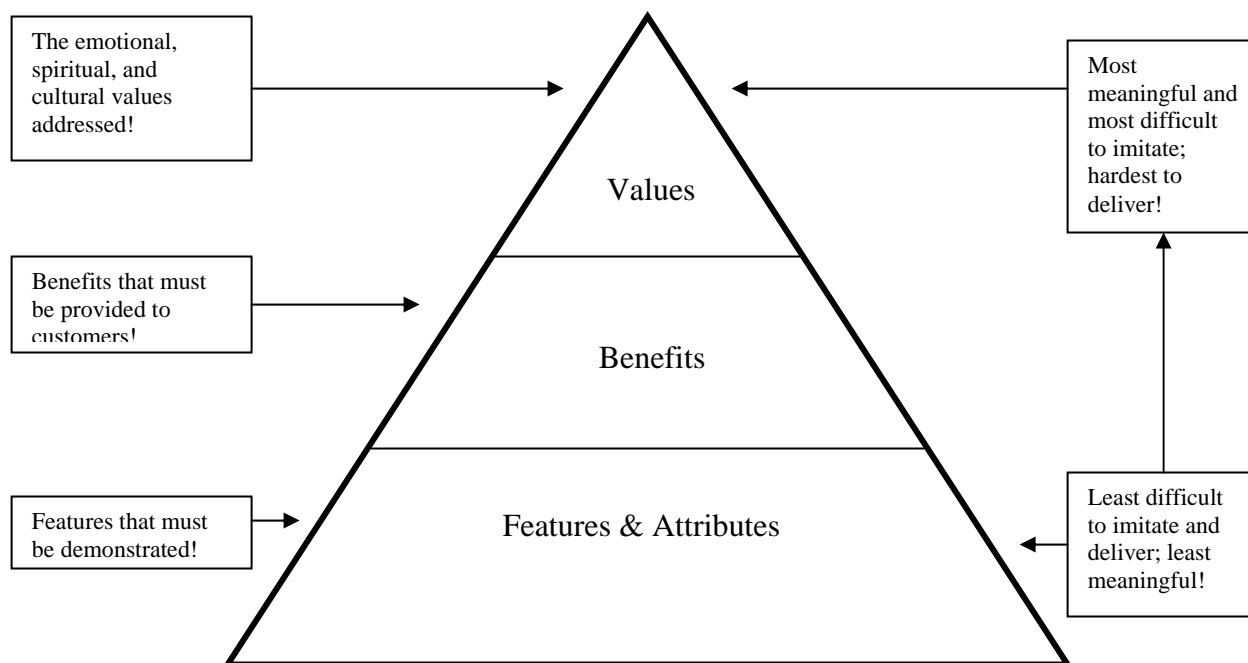 The emotional,
spiritual, and
cultural values
addressed!
Most
meaningful and
most difficult
to imitate;
hardest to
deliver!
Values
Benefits that must
be provided to
customers!
Benefits
Features that must
be demonstrated!
Features & Attributes
Least difficult
to imitate and
deliver; least
meaningful!